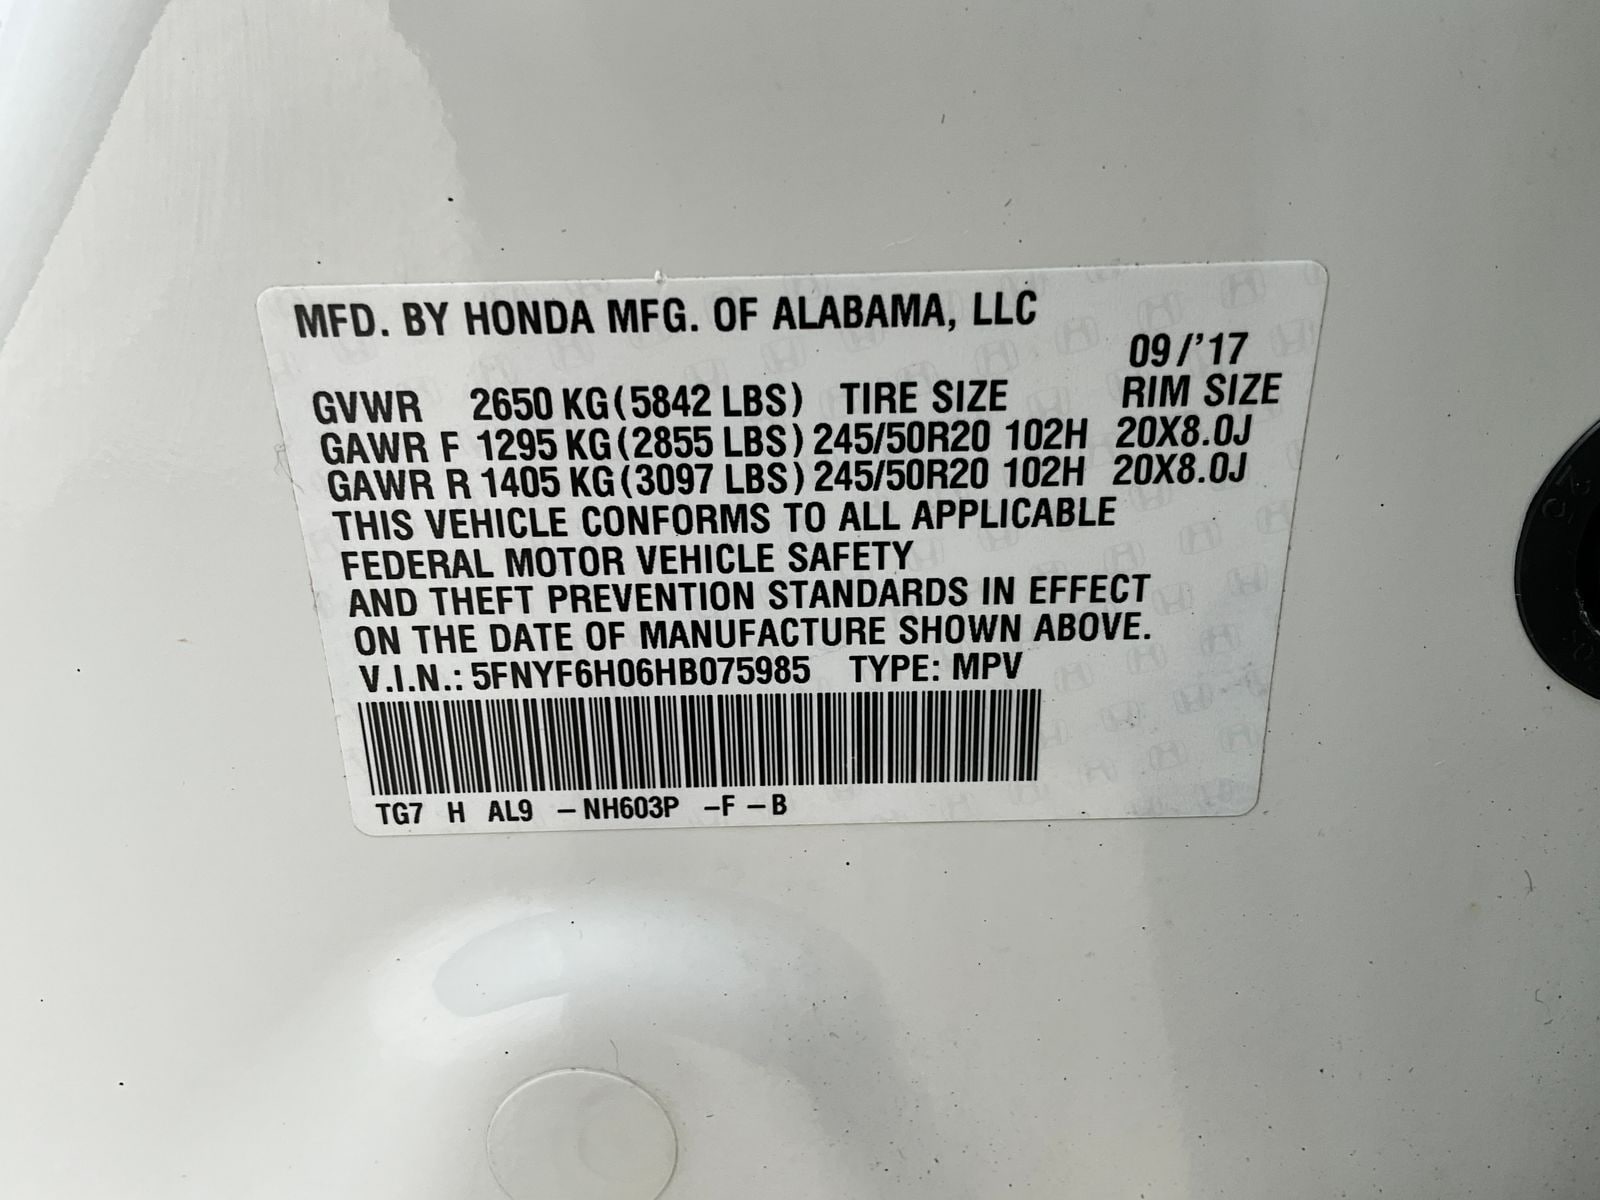 MFD. BY HONDA MFG. OF ALABAMA, LLC
09/'17
GVWR 2650 KG(5842 LBS) TIRE SIZE RIM SIZE
GAWR F 1295 KG(2855 LBS) 245/50R20 102H 20X8.0J
GAWR R 1405 KG(3097 LBS) 245/50R20 102H 20X8.0J
THIS VEHICLE CONFORMS TO ALL APPLICABLE
FEDERAL MOTOR VEHICLE SAFETY
AND THEFT PREVENTION STANDARDS IN EFFECT
ON THE DATE OF MANUFACTURE SHOWN ABOVE.
V.I.N.: 5FNYF6H06HB075985 TYPE: MPV
TG7 H AL9 -NH603P -F-B